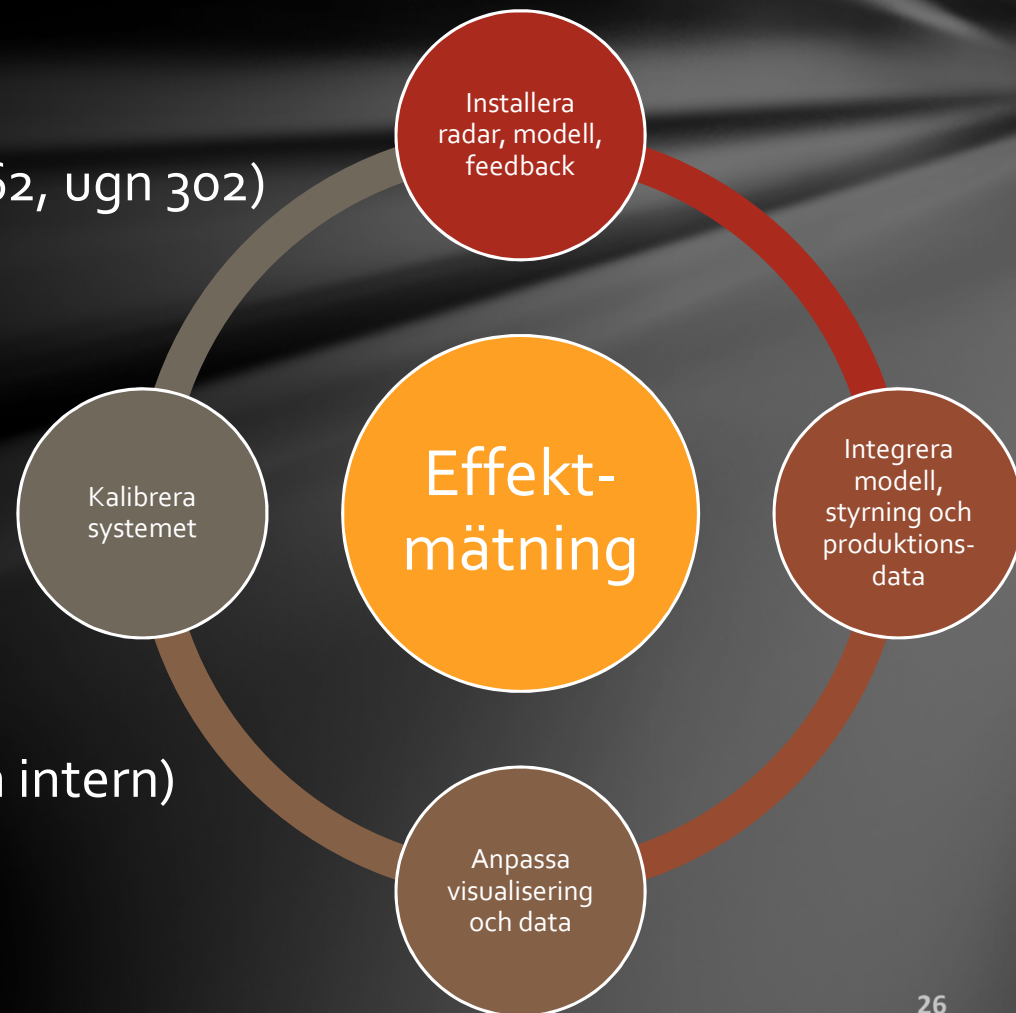 Installera
radar, modell,
feedback
62, ugn 302)
Integrera
modell,
styrning och
produktions-
data
Effekt-
mätning
Kalibrera
systemet
intern)
Anpassa
visualisering
och data
26